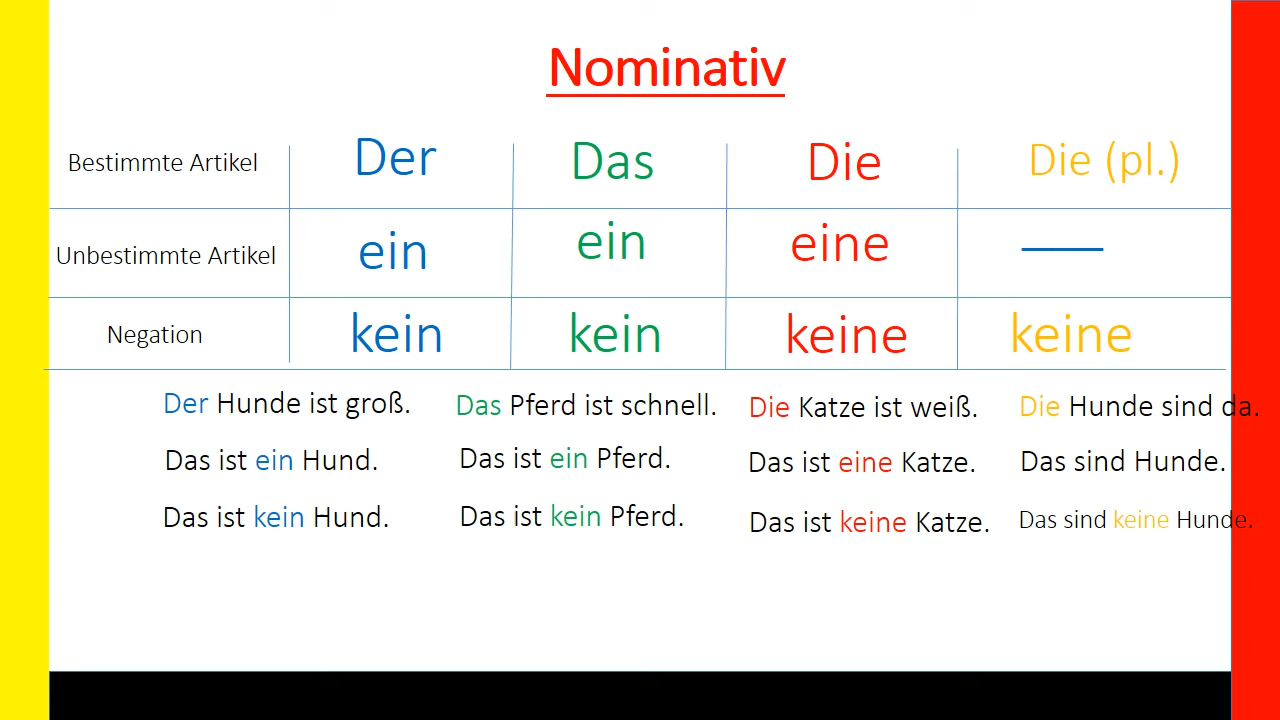 Nominativ
Bestimmte Artikel Der Das Die Die (pl.)
Unbestimmte Artikel ein ein eine
Negation kein kein keine keine
Der Hunde ist groß. Das Pferd ist schnell. Die Katze ist weiß. Die Hunde sind da.
Das ist ein Hund. Das ist ein Pferd. Das ist eine Katze. Das sind Hunde.
Das ist kein Hund. Das ist kein Pferd. Das ist keine Katze. Das sind keine Hunde.